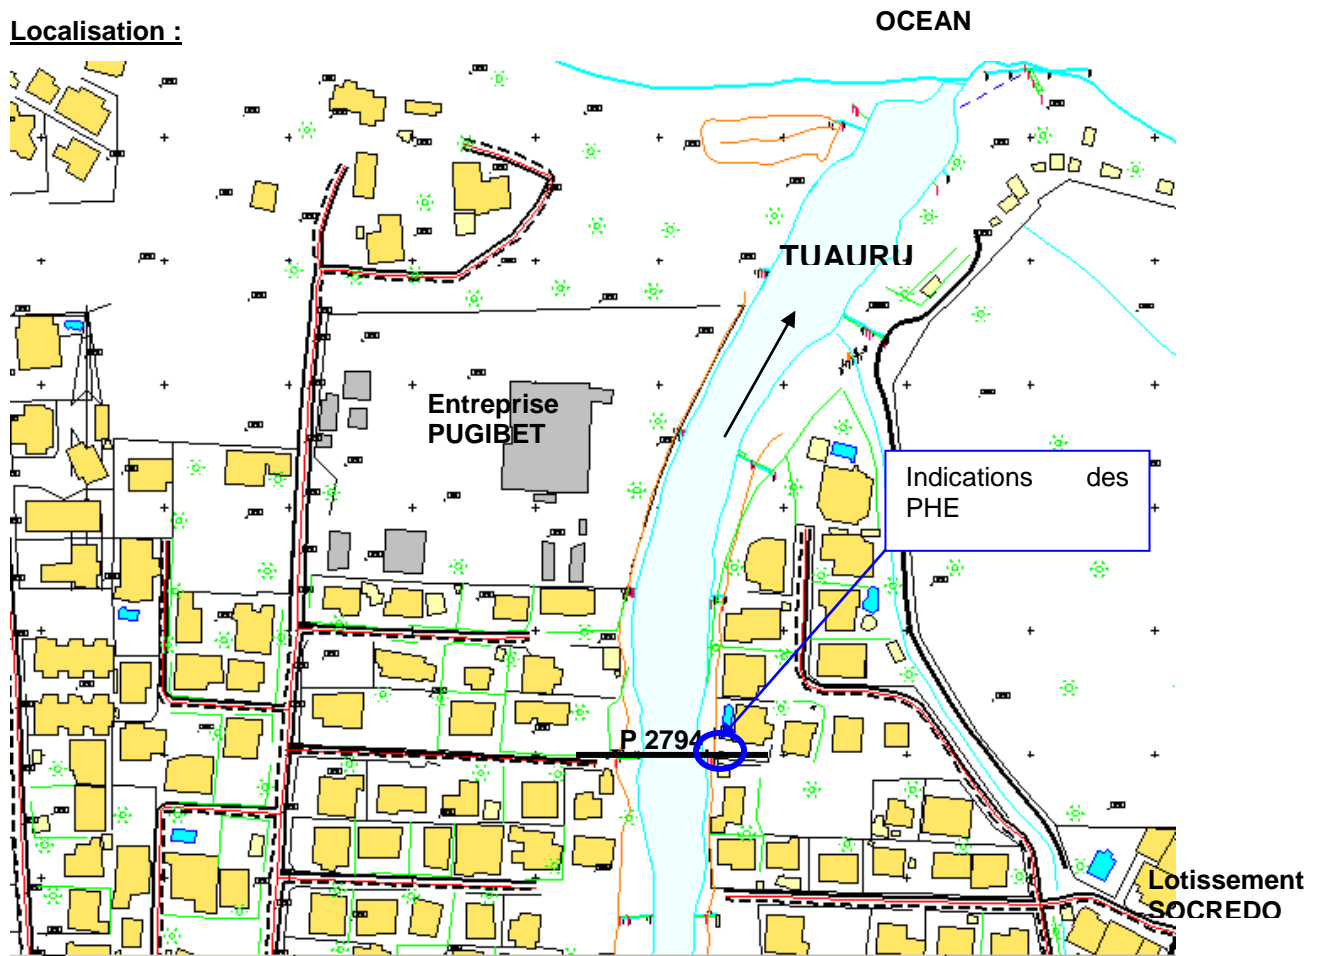 OCEAN
Localisation :
TUAURU
Entreprise
PUGIBET
Indications des
PHE
P 2794
Lotissement
SOCREDO